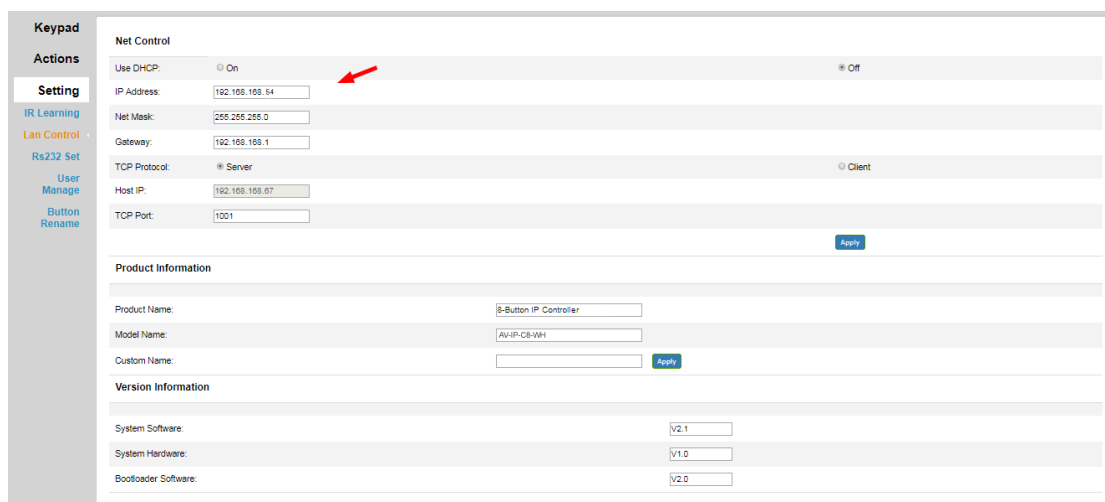 Keypad
Actions
Setting
IR Learning
Lan Control
Rs232 Set
User
Manage
Button
Rename
Net Control
Use DHCP: On Off
IP Address: 192.168.168.54
Net Mask: 255.255.255.0
Gateway: 192.168.168.1
TCP Protocol: Server Client
Host IP: 192.168.168.67
TCP Port: 1001
Apply
Product Information
Product Name: 8-Button IP Controller
Model Name: AV-IP-C8-WH
Custom Name: Apply
Version Information
System Software: V2.1
System Hardware: V1.0
Bootloader Software: V2.0